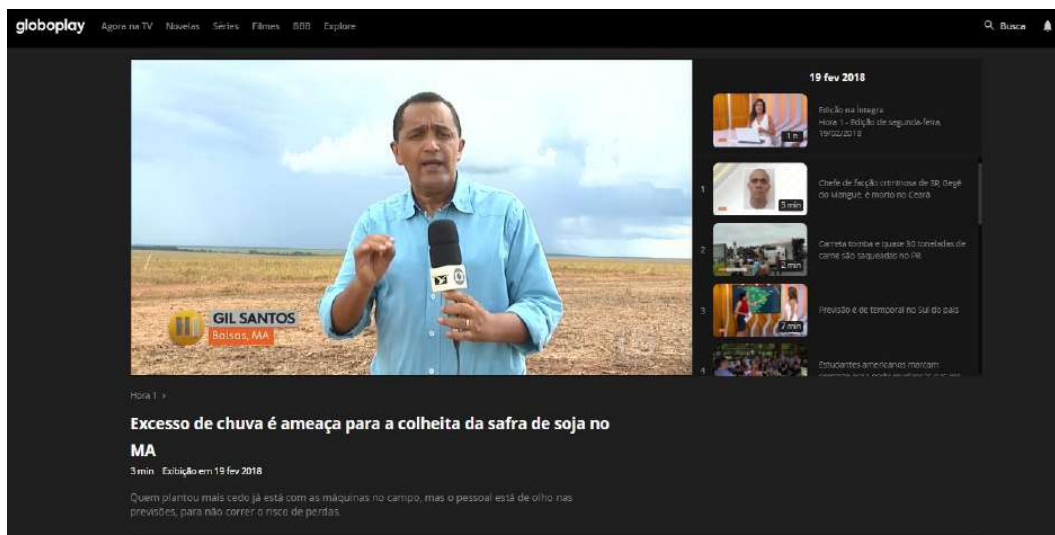 globoplay Agora na TV Novelas Séries Filmes BBB Explore Busca
GIL SANTOS
Balsas, MA
19 fev 2018
Edição na íntegra
Hora 1 - Edição de segunda-feira,
19/02/2018
1 h
1
Chefe de facção criminosa de SP, Gegê
do Mangue, é morto no Ceará
3 min
2
Carreta tomba e quase 30 toneladas de
carne são saqueadas no PR
2 min
3
Previsão é de temporal no Sul do país
7 min
4
Estudantes americanos marcam
Hora 1 >
Excesso de chuva é ameaça para a colheita da safra de soja no
MA
3 min Exibição em 19 fev 2018
Quem plantou mais cedo já está com as máquinas no campo, mas o pessoal está de olho nas
previsões, para não correr o risco de perdas.